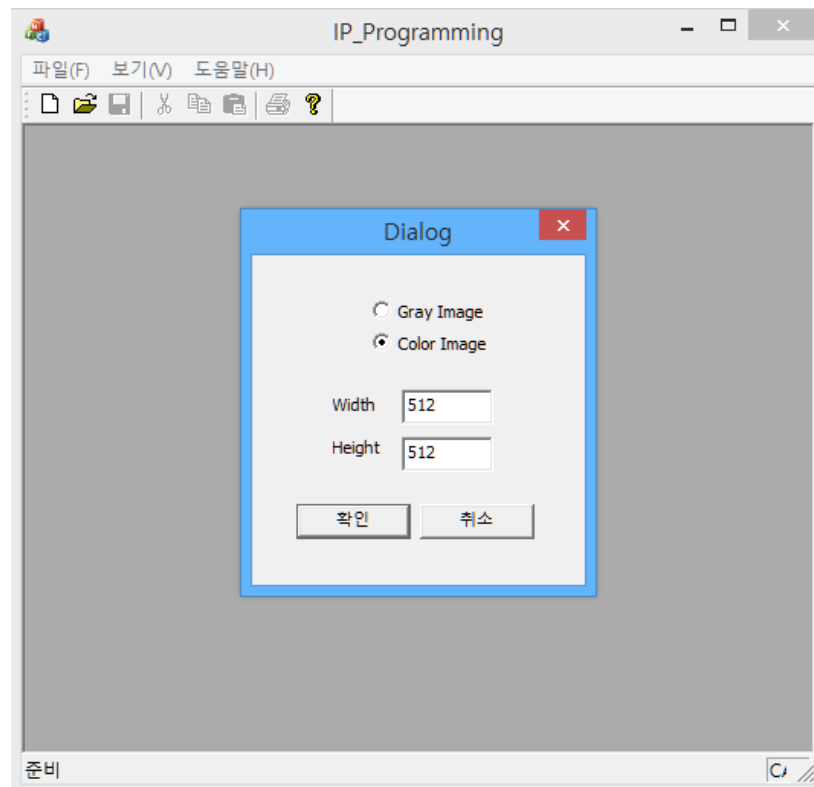 IP_Programming
파일(F) 보기(V) 도움말(H)
Dialog
Gray Image
Color Image
Width 512
Height 512
확인 취소
준비